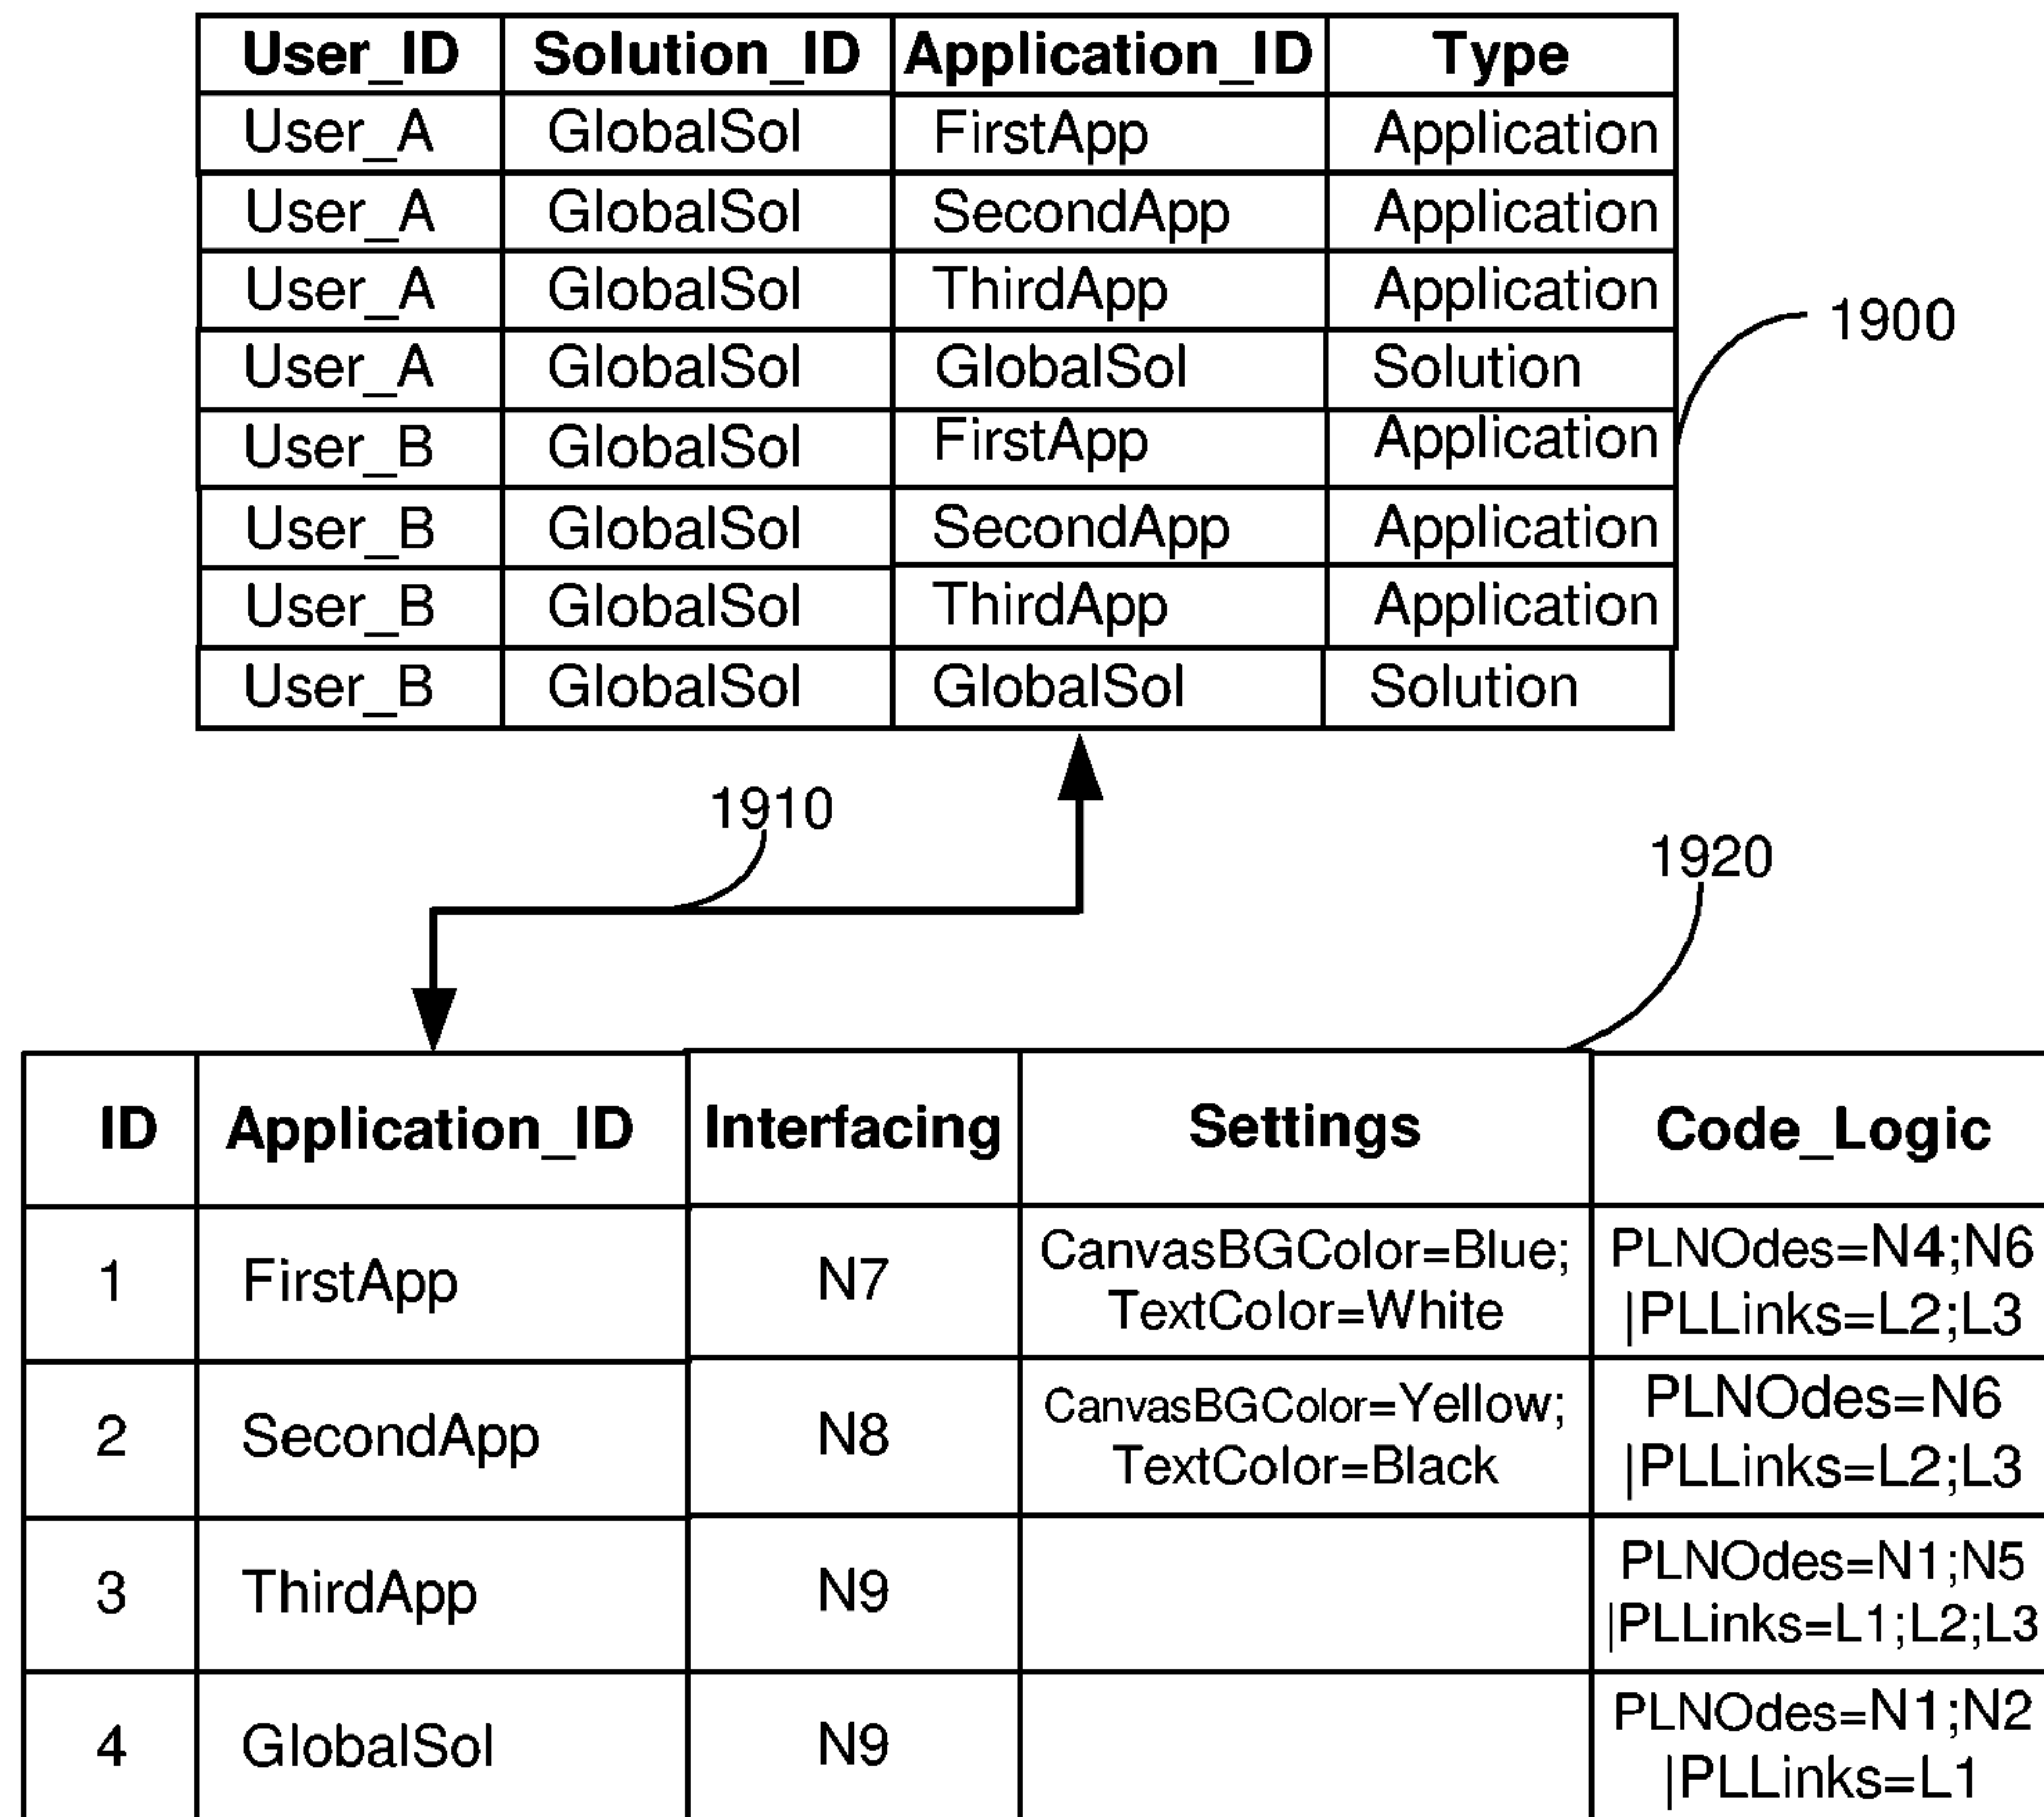 User_ID Solution_ID Application_ID Type
User_A GlobalSol FirstApp Application
User_A GlobalSol SecondApp Application
User_A GlobalSol ThirdApp Application
User_A GlobalSol GlobalSol Solution
User_B GlobalSol FirstApp Application
User_B GlobalSol SecondApp Application
User_B GlobalSol ThirdApp Application
User_B GlobalSol GlobalSol Solution
1900
1910
1920
ID Application_ID Interfacing Settings Code_Logic
1 FirstApp N7 CanvasBGColor=Blue; PLNOdes=N4;N6
TextColor=White |PLLinks=L2;L3
2 SecondApp N8 CanvasBGColor=Yellow; PLNOdes=N6
TextColor=Black |PLLinks=L2;L3
3 ThirdApp N9 PLNOdes=N1;N5
|PLLinks=L1;L2;L3
4 GlobalSol N9 PLNOdes=N1;N2
|PLLinks=L1